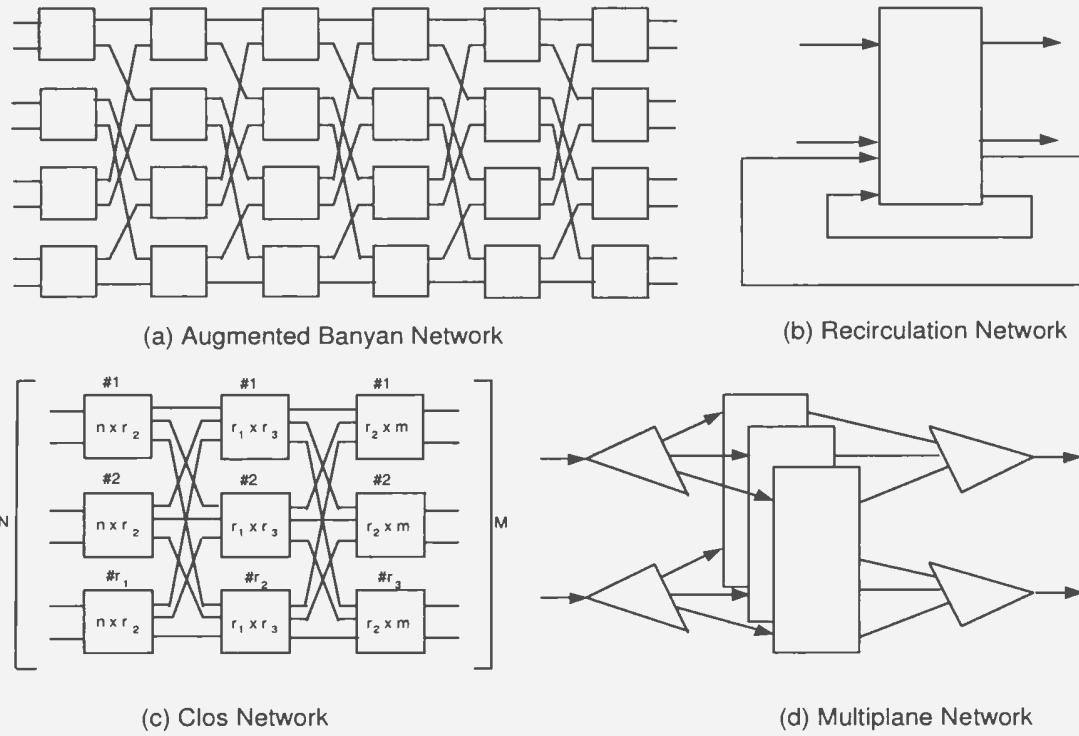 (a) Augmented Banyan Network
(b) Recirculation Network
#1 #1 #1
n x r₂ r₁ x r₃ r₂ x m
#2 #2 #2
N n x r₂ r₁ x r₃ r₂ x m M
#r₁ #r₂ #r₃
n x r₂ r₁ x r₃ r₂ x m
(c) Clos Network
(d) Multiplane Network